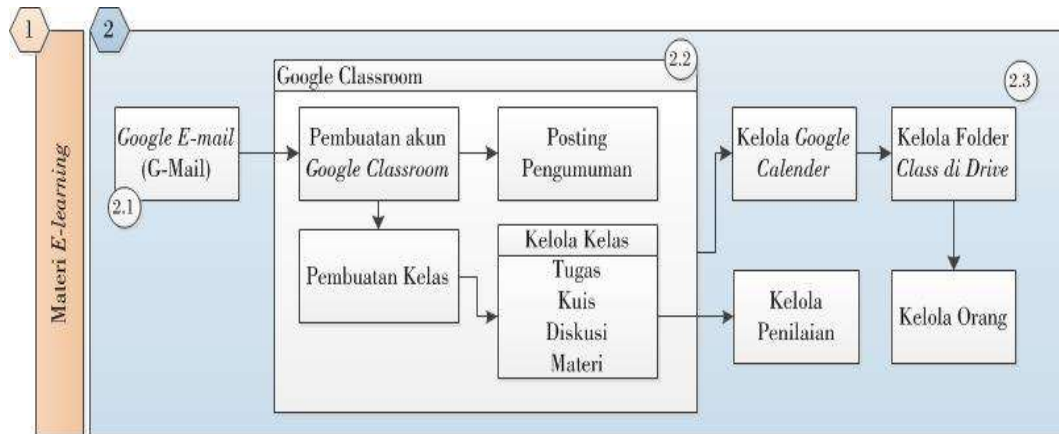 1
2
Materi E-learning
Google E-mail
(G-Mail)
2.1
Google Classroom
2.2
Pembuatan akun
Google Classroom
Posting
Pengumuman
Pembuatan Kelas
Kelola Kelas
Tugas
Kuis
Diskusi
Materi
Kelola Google
Calender
2.3
Kelola Folder
Class di Drive
Kelola
Penilaian
Kelola Orang